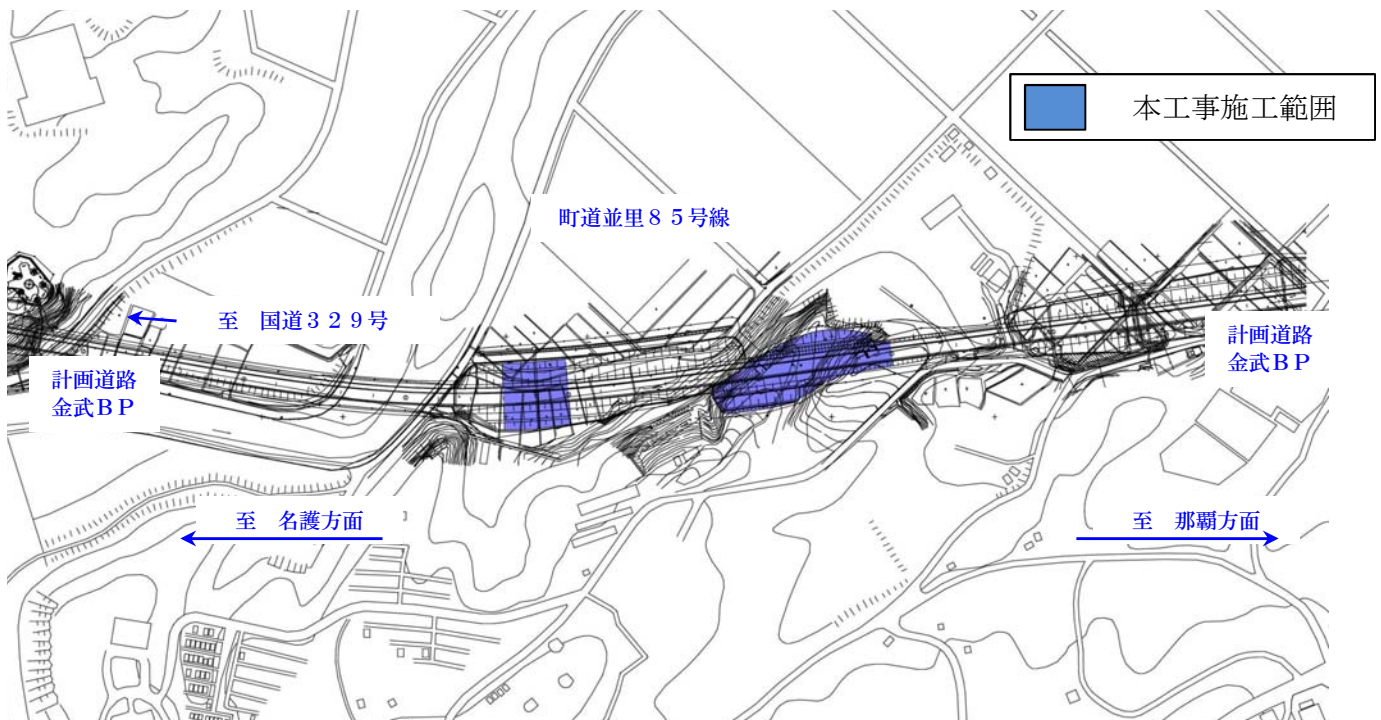 本工事施工範囲
町道並里８５号線
至　国道３２９号
計画道路
金武ＢＰ
計画道路
金武ＢＰ
至　名護方面
至　那覇方面